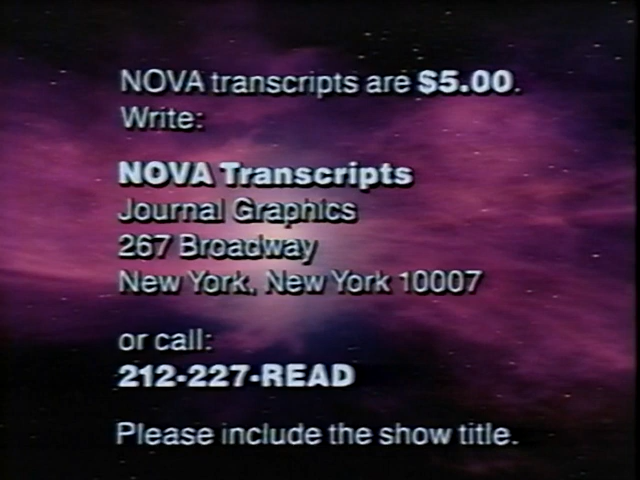 NOVA transcripts are $5.00.
Write:
NOVA Transcripts
Journal Graphics
267 Broadway
New York, New York 10007
or call:
212-227-READ
Please include the show title.